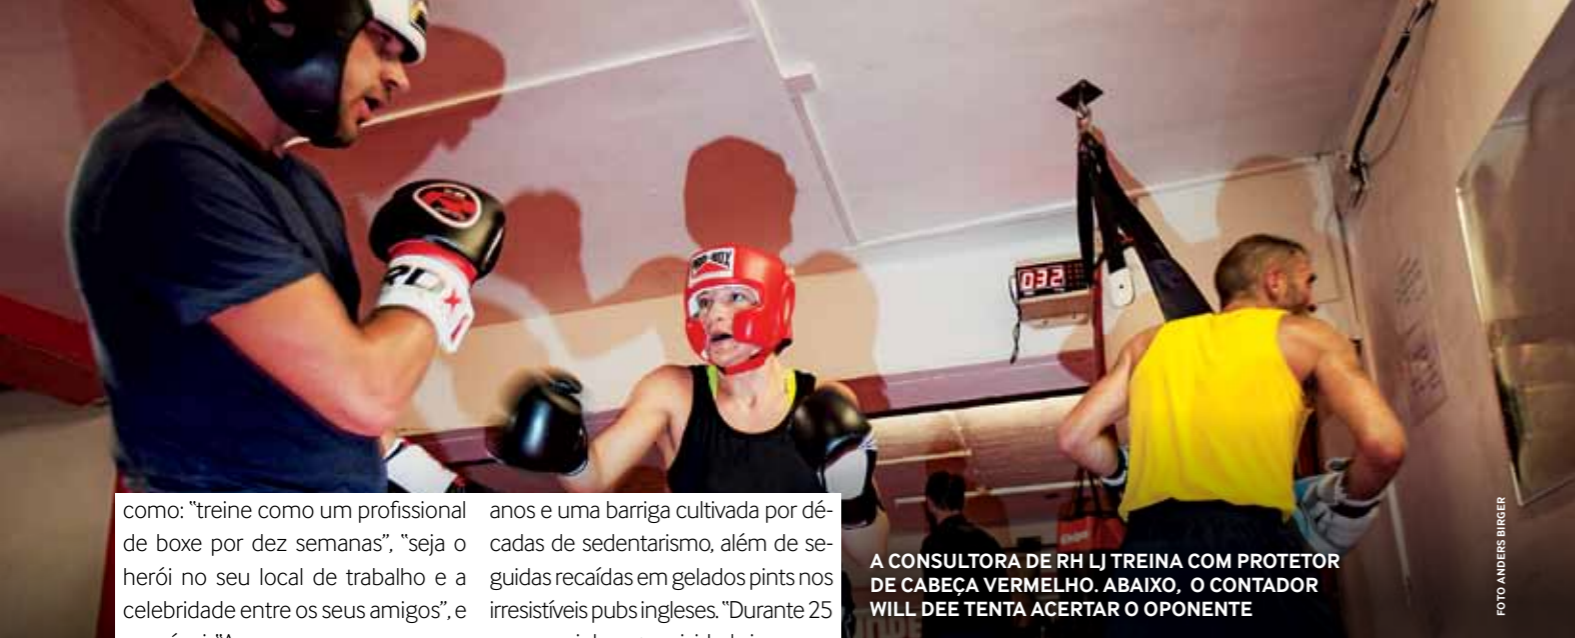 032
como: “treine como um profissional
de boxe por dez semanas”, “seja o
herói no seu local de trabalho e a
celebridade entre os seus amigos”, e
anos e uma barriga cultivada por dé-
cadas de sedentarismo, além de se-
guidas recaídas em gelados pints nos
irresistíveis pubs ingleses. “Durante 25
A CONSULTORA DE RH LJ TREINA COM PROTETOR
DE CABEÇA VERMELHO. ABAIXO, O CONTADOR
WILL DEE TENTA ACERTAR O OPONENTE
FOTO ANDERS BIRGER